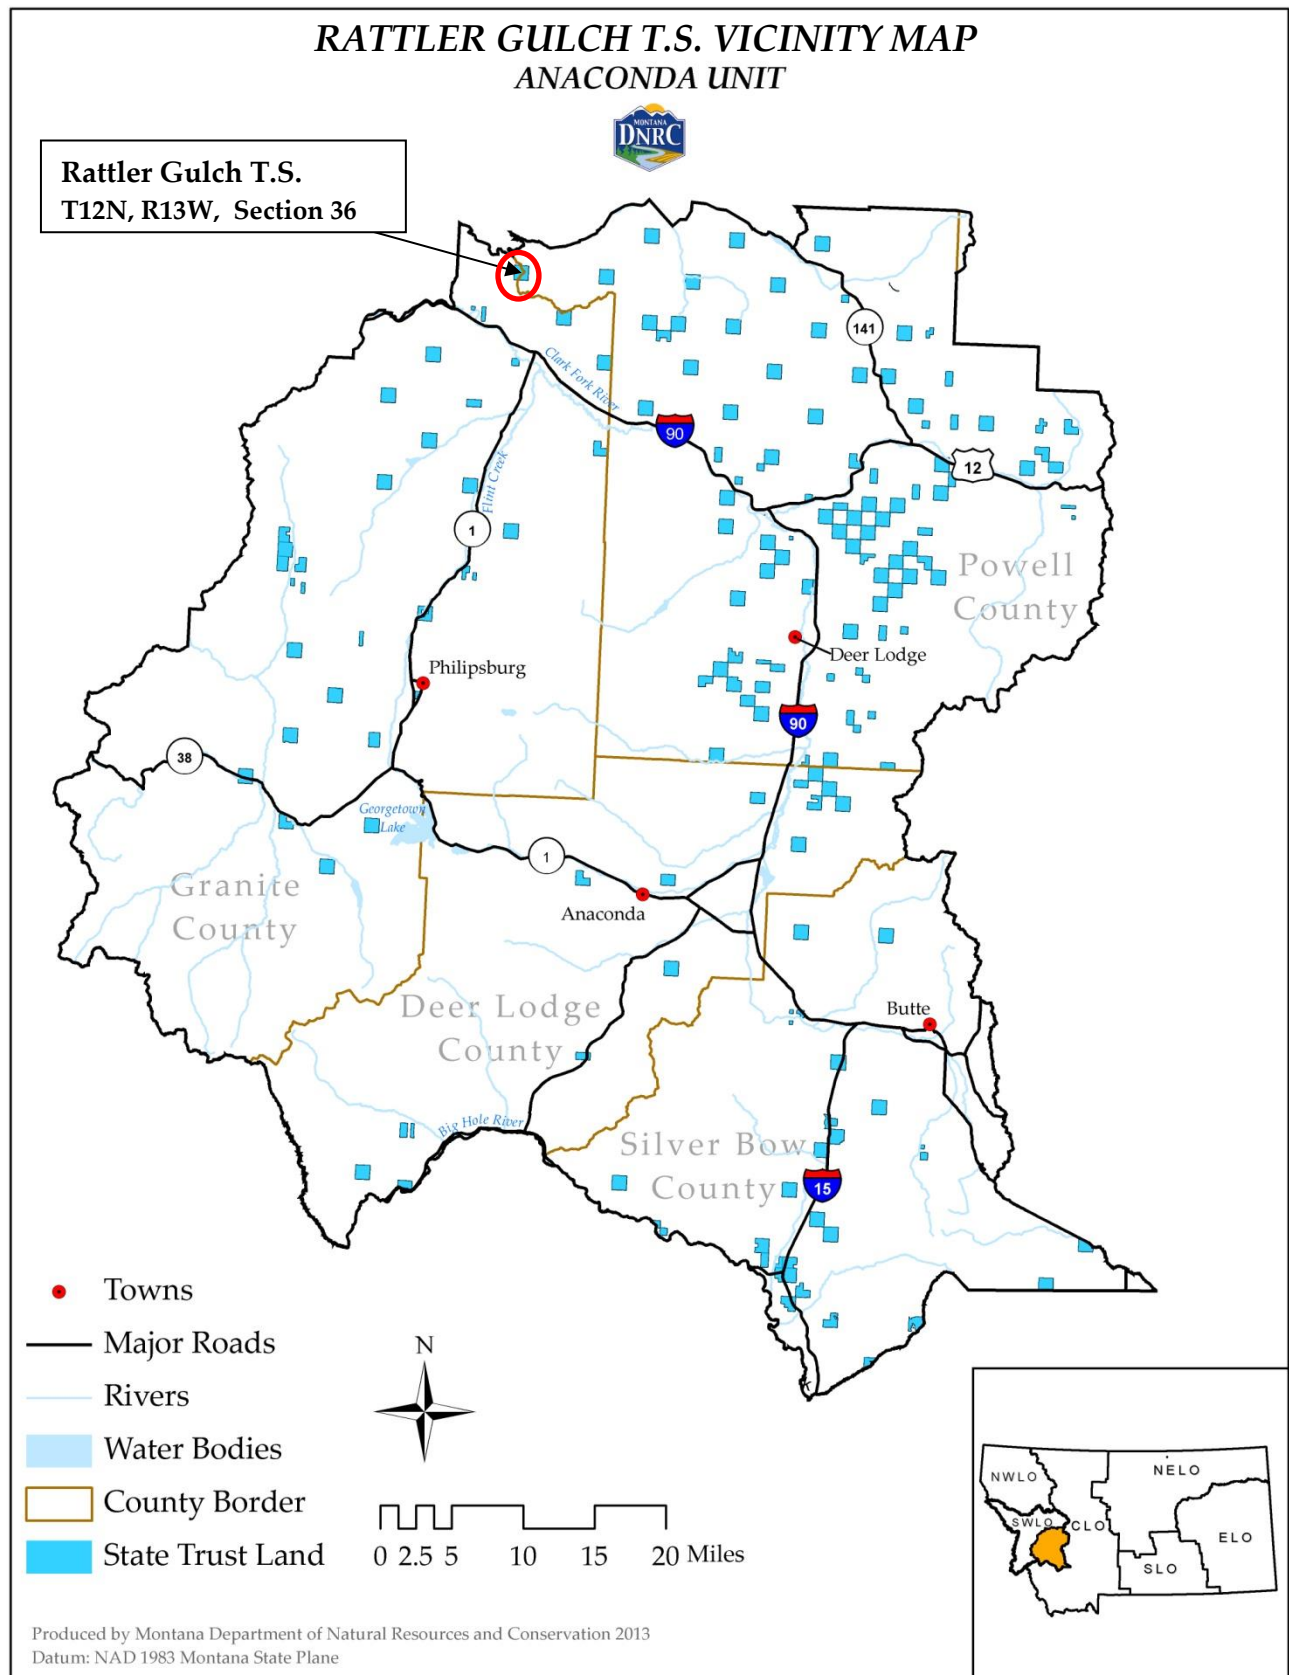 RATTLER GULCH T.S. VICINITY MAP
ANACONDA UNIT
MONTANA
DNRC
Rattler Gulch T.S.
T12N, R13W, Section 36
141
Clark Fork River
90
12
Flint Creek
1
Powell
County
Deer Lodge
Philipsburg
90
38
Georgetown
Lake
1
Granite
County
Anaconda
Deer Lodge
County
Butte
Big Hole River
Silver Bow
County
15
Towns
Major Roads
Rivers
Water Bodies
County Border
State Trust Land
N
0 2.5 5 10 15 20 Miles
NWLO
NELO
SWLO
CLO
ELO
SLO
Produced by Montana Department of Natural Resources and Conservation 2013
Datum: NAD 1983 Montana State Plane